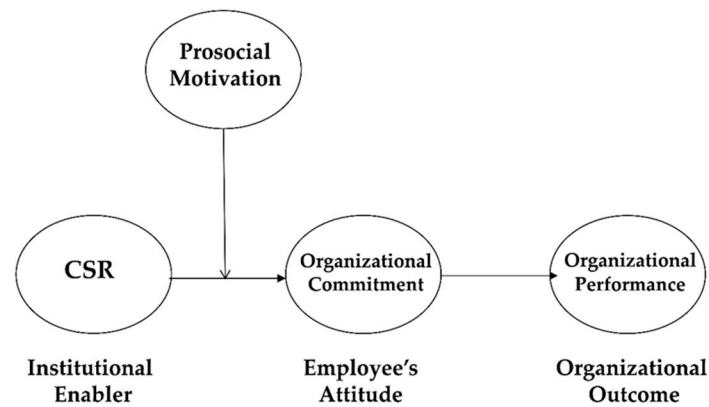 Prosocial
Motivation
CSR
Organizational
Commitment
Organizational
Performance
Institutional
Enabler
Employee's
Attitude
Organizational
Outcome